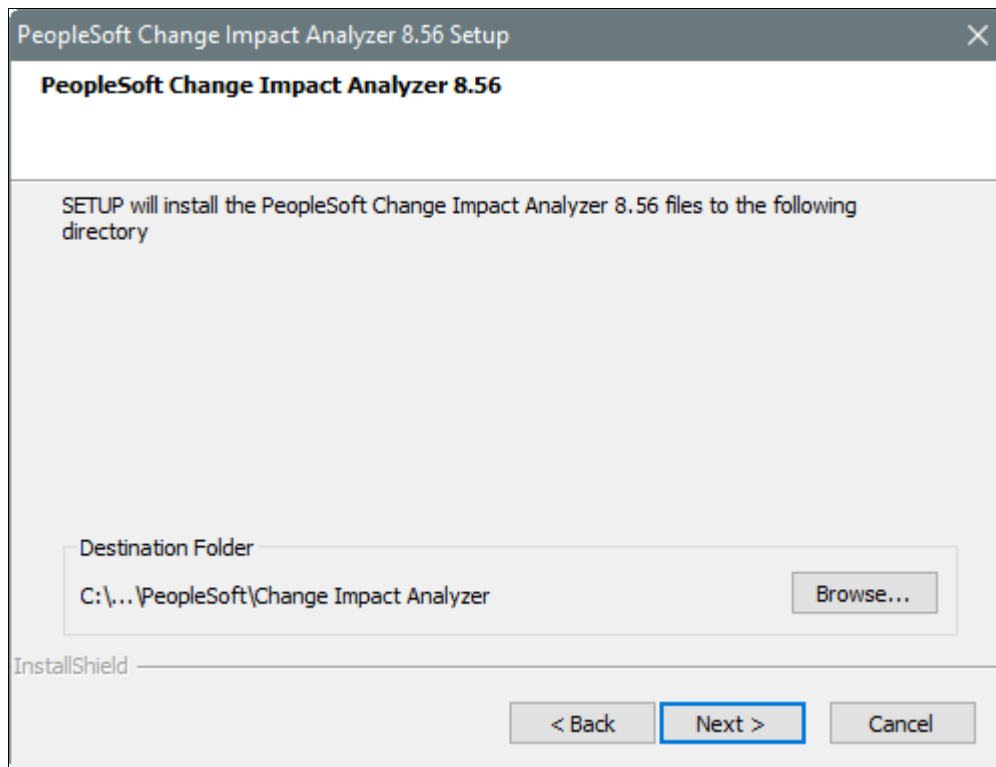 PeopleSoft Change Impact Analyzer 8.56 Setup
PeopleSoft Change Impact Analyzer 8.56
SETUP will install the PeopleSoft Change Impact Analyzer 8.56 files to the following
directory
Destination Folder
C:\...\PeopleSoft\Change Impact Analyzer
Browse...
InstallShield
< Back
Next >
Cancel